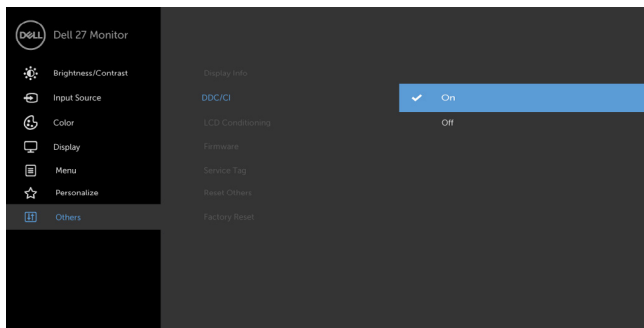 DELL Dell 27 Monitor
Brightness/Contrast
Input Source
Color
Display
Menu
Personalize
Others
Display Info
DDC/CI
LCD Conditioning
Firmware
Service Tag
Reset Others
Factory Reset
On
Off